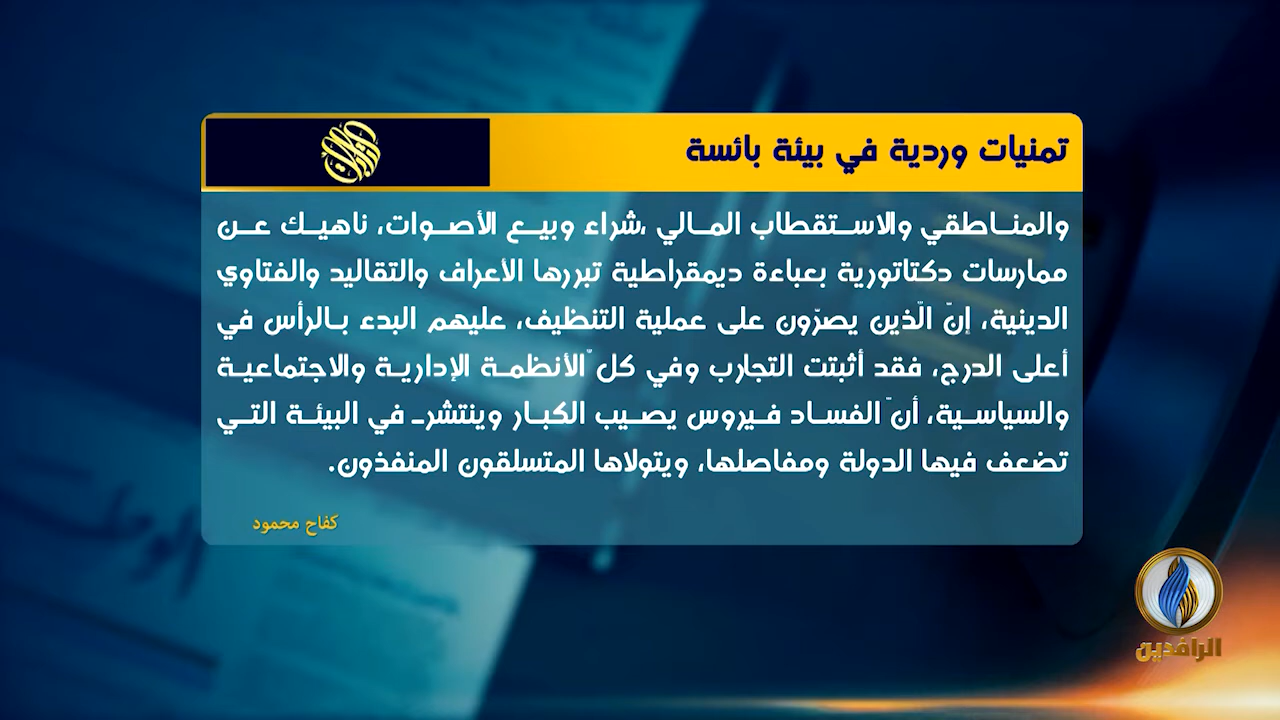 تمنيات وردية في بيئة بائسة
والمناطقي والاستقطاب المالي ،شراء وبيع الأصوات، ناهيك عن
ممارسات دكتاتورية بعباءة ديمقراطية تبررها الأعراف والتقاليد والفتاوي
الدينية، إنّ الّذين يصرّون على عملية التنظيف، عليهم البدء بالرأس في
أعلى الدرج، فقد أثبتت التجارب وفي كل ّالأنظمة الإدارية والاجتماعية
والسياسية، أن ّالفساد فيروس يصيب الكبار وينتشر في البيئة التي
تضعف فيها الدولة ومفاصلها، ويتولاها المتسلقون المنفذون.
كفاح محمود
الرافدين